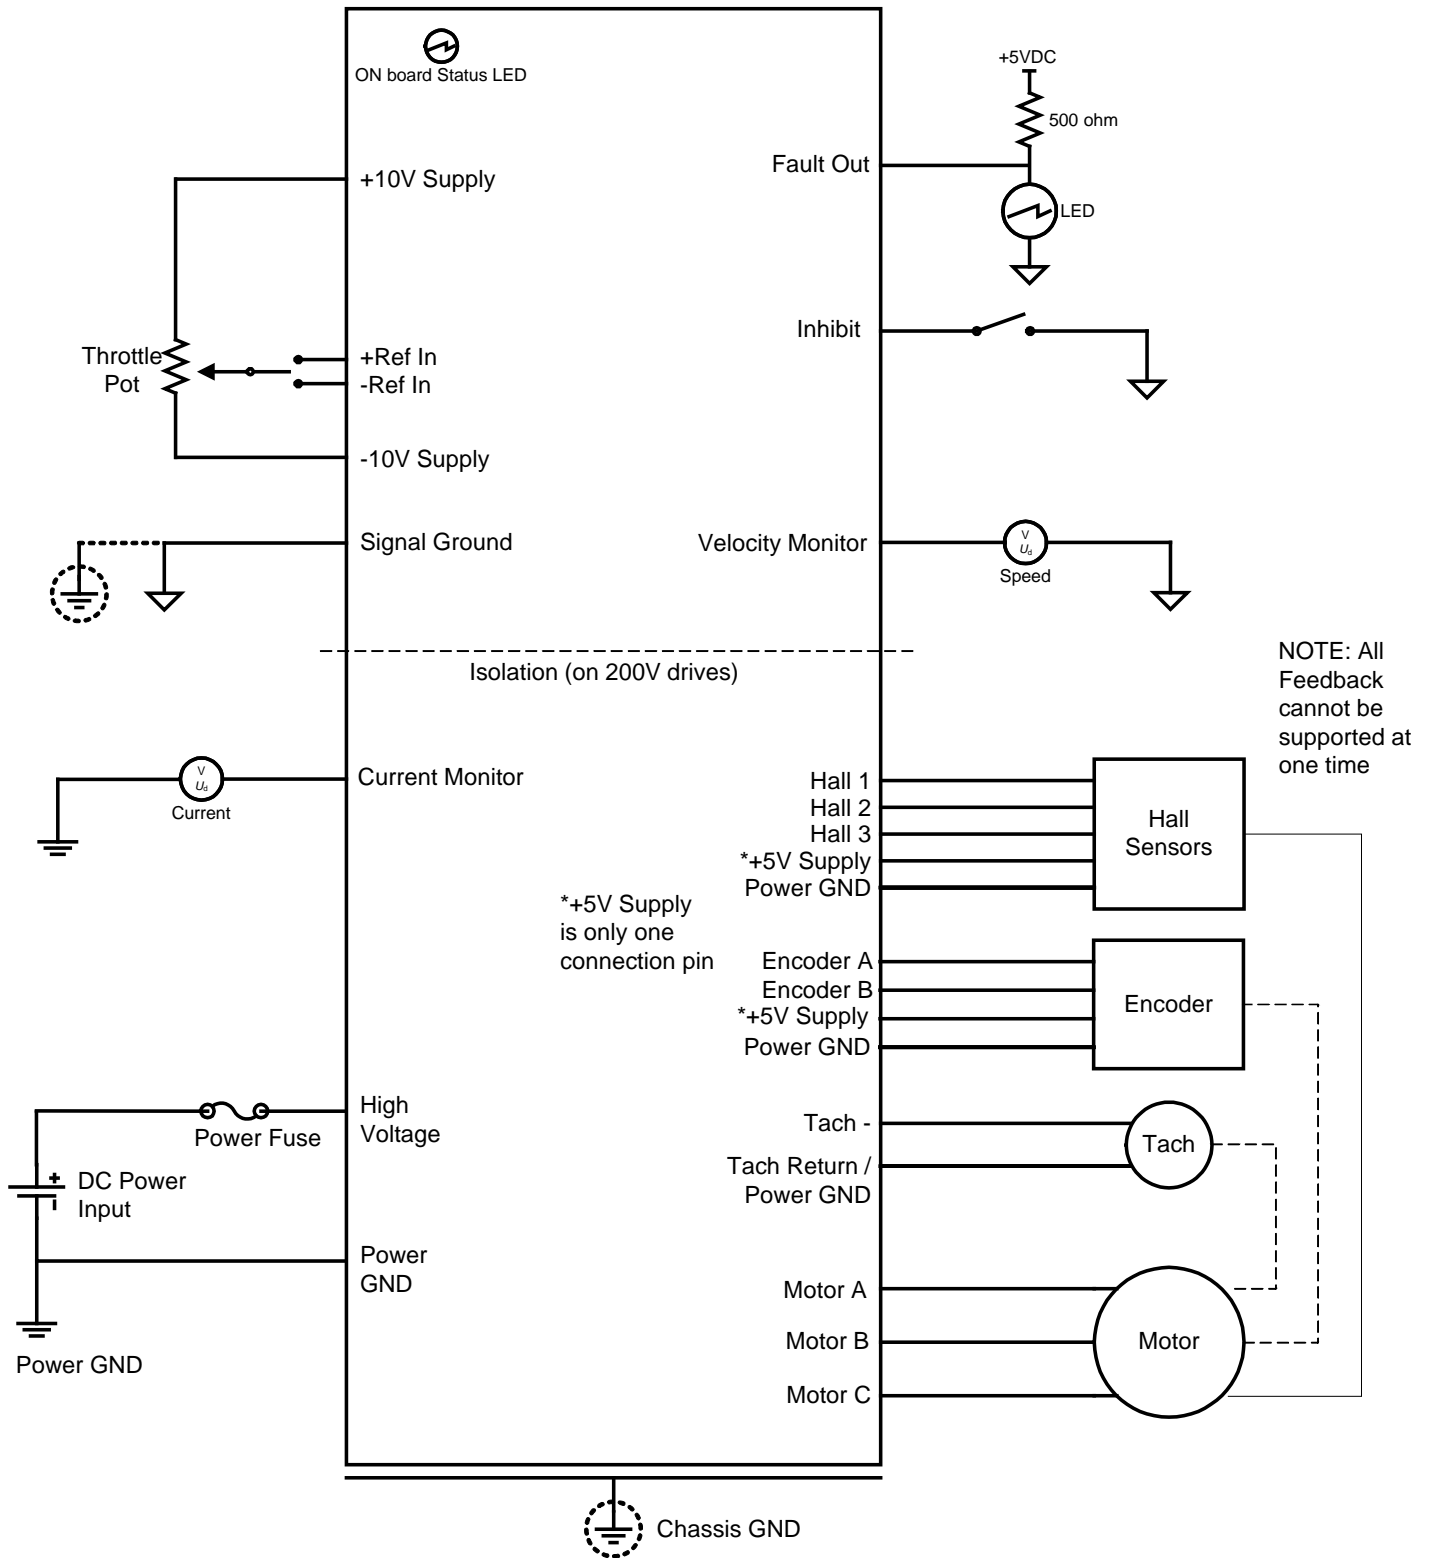 ON board Status LED
+5VDC
500 ohm
Fault Out
LED
+10V Supply
Inhibit
Throttle
Pot
+Ref In
-Ref In
-10V Supply
Signal Ground
Velocity Monitor
V
Ud
Speed
Isolation (on 200V drives)
NOTE: All
Feedback
cannot be
supported at
one time
V
Ud
Current
Current Monitor
Hall 1
Hall 2
Hall 3
*+5V Supply
Power GND
Hall
Sensors
*+5V Supply
is only one
connection pin
Encoder A
Encoder B
*+5V Supply
Power GND
Encoder
High
Voltage
Power Fuse
Tach -
Tach Return /
Power GND
Tach
+
DC Power
Input
Power
GND
Power GND
Motor A
Motor B
Motor C
Motor
Chassis GND